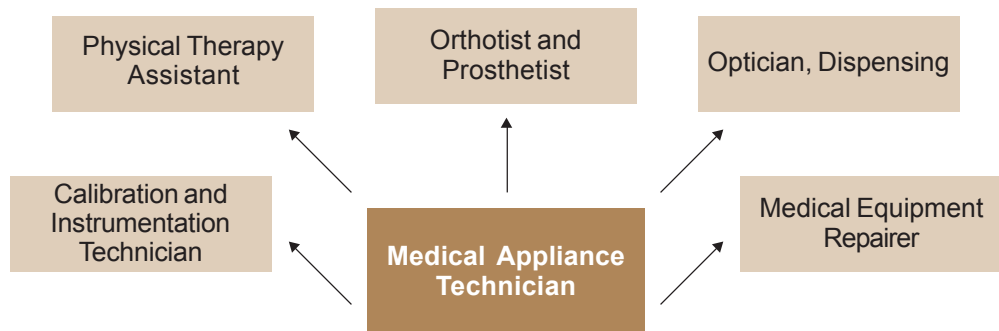 Physical Therapy
Assistant
Orthotist and
Prosthetist
Optician, Dispensing
Calibration and
Instrumentation
Technician
Medical Appliance
Technician
Medical Equipment
Repairer